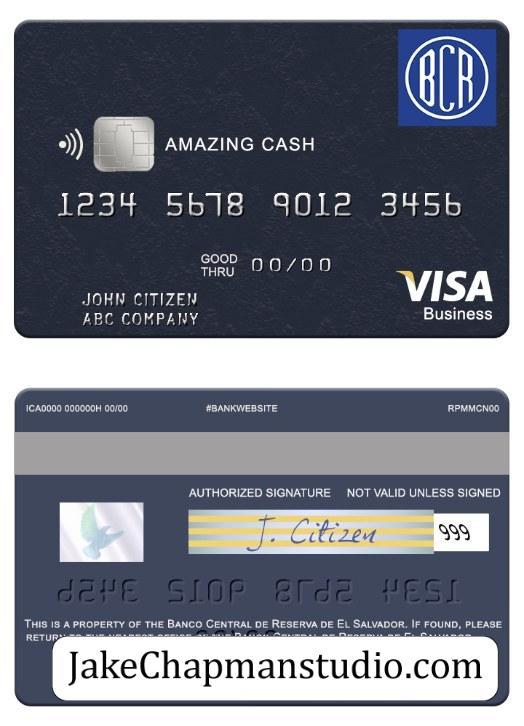 BCR
AMAZING CASH
1234 5678 9012 3456
GOOD THRU 00/00
VISA
Business
JOHN CITIZEN
ABC COMPANY
ICA0000 000000H 00/00 #BANKWEBSITE RPMMCN00
AUTHORIZED SIGNATURE NOT VALID UNLESS SIGNED
J. Citizen 999
THIS IS A PROPERTY OF THE BANCO CENTRAL DE RESERVA DE EL SALVADOR. IF FOUND, PLEASE
RETURN TO THE NEAREST OFFICE OF THE BANCO CENTRAL DE RESERVA DE EL SALVADOR
JakeChapmanstudio.com